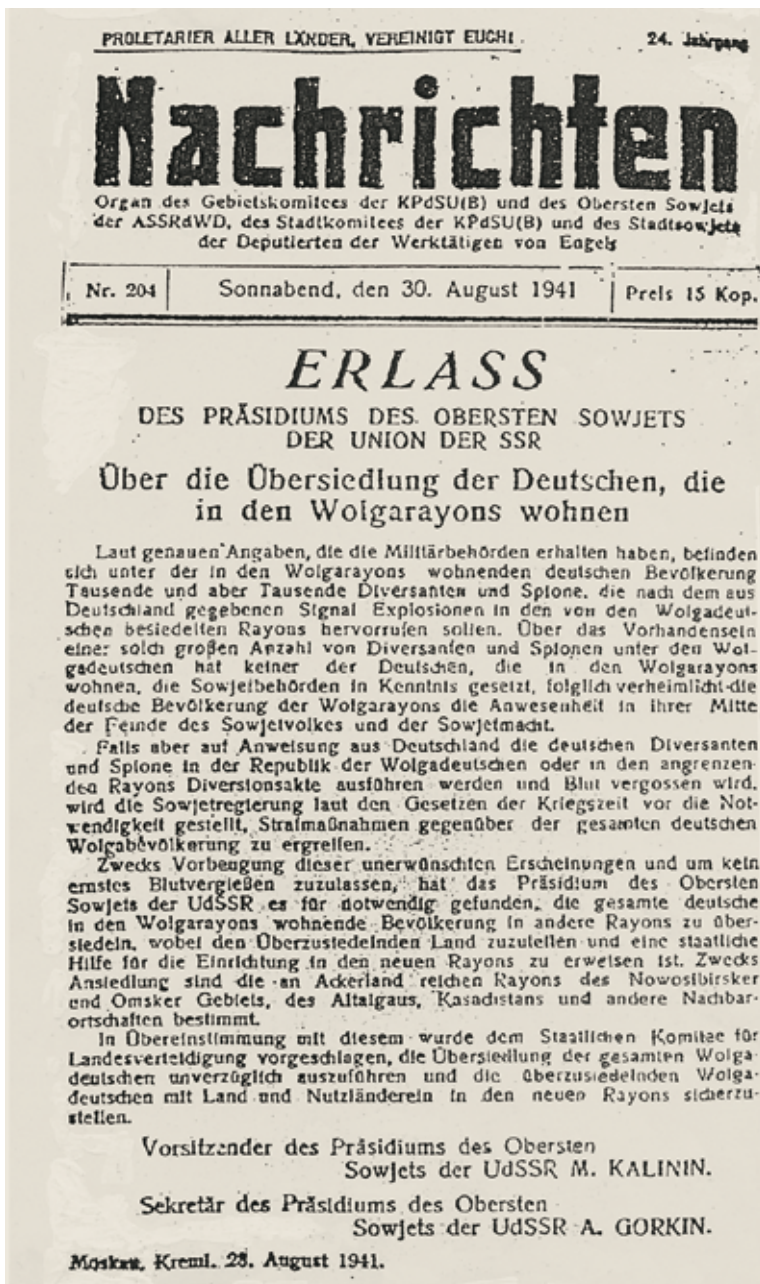 PROLETARIER ALLER LÄNDER, VEREINIGT EUCH!
24. Jahrgang
Nachrichten
Organ des Gebietskomitees der KPdSU(B) und des Obersten Sowjets
der ASSRdWD, des Stadtkomitees der KPdSU(B) und des Stadtsowjets
der Deputierten der Werktätigen von Engels
Nr. 204
Sonnabend, den 30. August 1941
Preis 15 Kop.
ERLASS
DES PRÄSIDIUMS DES OBERSTEN SOWJETS
DER UNION DER SSR
Über die Übersiedlung der Deutschen, die
in den Wolgarayons wohnen
Laut genauen Angaben, die die Militärbehörden erhalten haben, befinden
sich unter der in den Wolgarayons wohnenden deutschen Bevölkerung
Tausende und aber Tausende Diversanten und Spione, die nach dem aus
Deutschland gegebenen Signal Explosionen in den von den Wolgadeut-
schen besiedelten Rayons hervorrufen sollen. Über das Vorhandensein
einer solch großen Anzahl von Diversanten und Spionen unter den Wol-
gadeutschen hat keiner der Deutschen, die in den Wolgarayons
wohnen, die Sowjetbehörden in Kenntnis gesetzt, folglich verheimlicht die
deutsche Bevölkerung der Wolgarayons die Anwesenheit in ihrer Mitte
der Feinde des Sowjetvolkes und der Sowjetmacht.
Falls aber auf Anweisung aus Deutschland die deutschen Diversanten
und Spione in der Republik der Wolgadeutschen oder in den angrenzen-
den Rayons Diversionsakte ausführen werden und Blut vergossen wird,
wird die Sowjetregierung laut den Gesetzen der Kriegszeit vor die Not-
wendigkeit gestellt, Strafmaßnahmen gegenüber der gesamten deutschen
Wolgabevölkerung zu ergreifen.
Zwecks Vorbeugung dieser unerwünschten Erscheinungen und um kein
ernstes Blutvergießen zuzulassen, hat das Präsidium des Obersten
Sowjets der UdSSR es für notwendig gefunden, die gesamte deutsche
in den Wolgarayons wohnende Bevölkerung in andere Rayons zu über-
siedeln, wobei den Überzusiedelnden Land zuzuteilen und eine staatliche
Hilfe für die Einrichtung in den neuen Rayons zu erweisen ist. Zwecks
Ansiedlung sind die an Ackerland reichen Rayons des Nowosibirsker
und Omsker Gebiets, des Altaigaus, Kasachstans und andere Nachbar-
ortschaften bestimmt.
In Übereinstimmung mit diesem wurde dem Staatlichen Komitee für
Landesverteidigung vorgeschlagen, die Übersiedlung der gesamten Wolga-
deutschen unverzüglich auszuführen und die überzusiedelnden Wolga-
deutschen mit Land und Nutzländerein in den neuen Rayons sicherzu-
stellen.
Vorsitzender des Präsidiums des Obersten
Sowjets der UdSSR M. KALININ.
Sekretär des Präsidiums des Obersten
Sowjets der UdSSR A. GORKIN.
Moskau, Kreml. 28. August 1941.